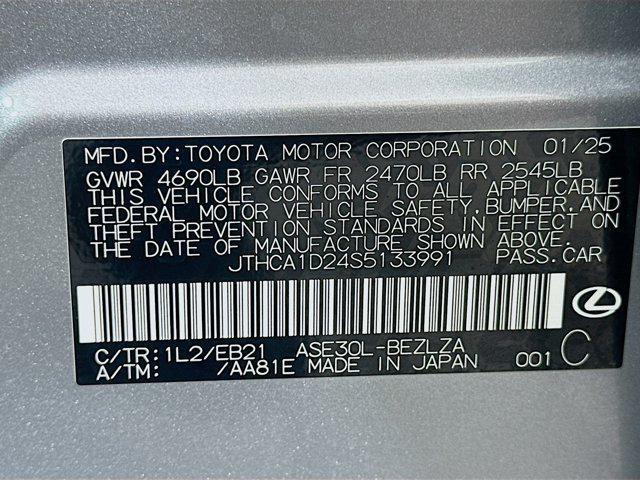 MFD.BY:TOYOTA MOTOR CORPORATION 01/25
GVWR 4690LB GAWR FR 2470LB RR 2545LB
THIS VEHICLE CONFORMS TO ALL APPLICABLE
FEDERAL MOTOR VEHICLE SAFETY,BUMPER,AND
THEFT PREVENTION STANDARDS IN EFFECT ON
THE DATE OF MANUFACTURE SHOWN ABOVE.
JTHCA1D24S5133991 PASS.CAR
C/TR:1L2/EB21 ASE30L-BEZLZA
A/TM: /AA81E MADE IN JAPAN 001 C